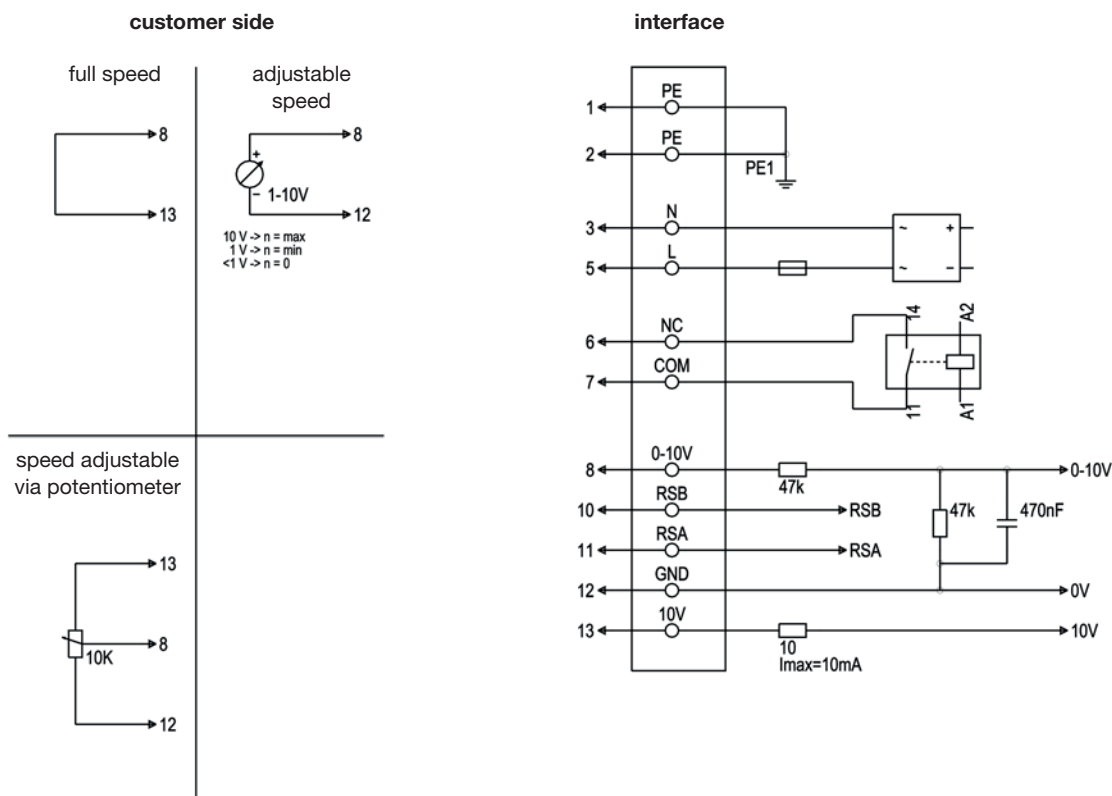 customer side
full speed
adjustable
speed
8
13
+
8
− 1-10V
12
10 V -> n = max
1 V -> n = min
<1 V -> n = 0
speed adjustable
via potentiometer
13
8
10K
12
interface
1 PE
2 PE
PE1
3 N
~ +
5 L
~ −
14 A2
6 NC
7 COM
11 A1
8 0-10V
47k
0-10V
10 RSB
RSB
47k
470nF
11 RSA
RSA
12 GND
0V
13 10V
10
10V
Imax=10mA